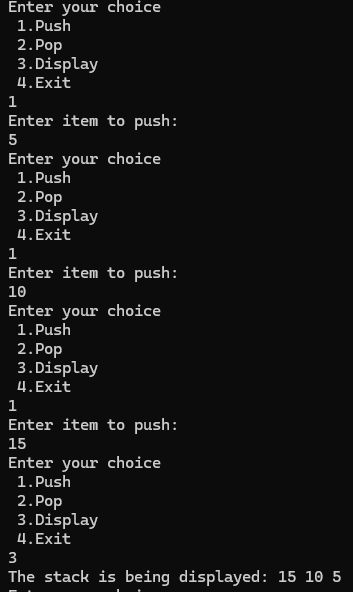 Enter your choice
1.Push
2.Pop
3.Display
4.Exit
1
Enter item to push:
5
Enter your choice
1.Push
2.Pop
3.Display
4.Exit
1
Enter item to push:
10
Enter your choice
1.Push
2.Pop
3.Display
4.Exit
1
Enter item to push:
15
Enter your choice
1.Push
2.Pop
3.Display
4.Exit
3
The stack is being displayed: 15 10 5